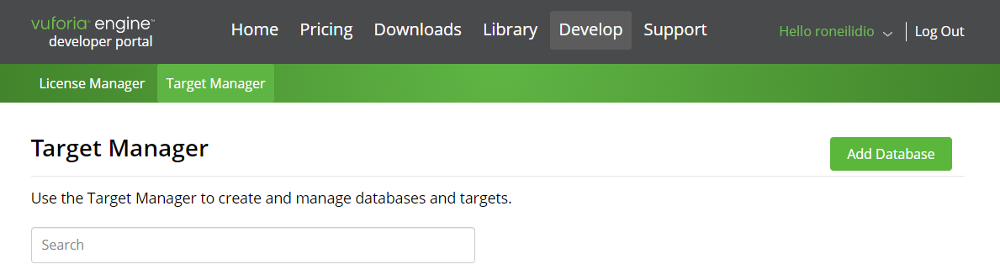 vuforia® engine™
developer portal
Home Pricing Downloads Library Develop Support
Hello roneilidio Log Out
License Manager Target Manager
Target Manager
Add Database
Use the Target Manager to create and manage databases and targets.
Search